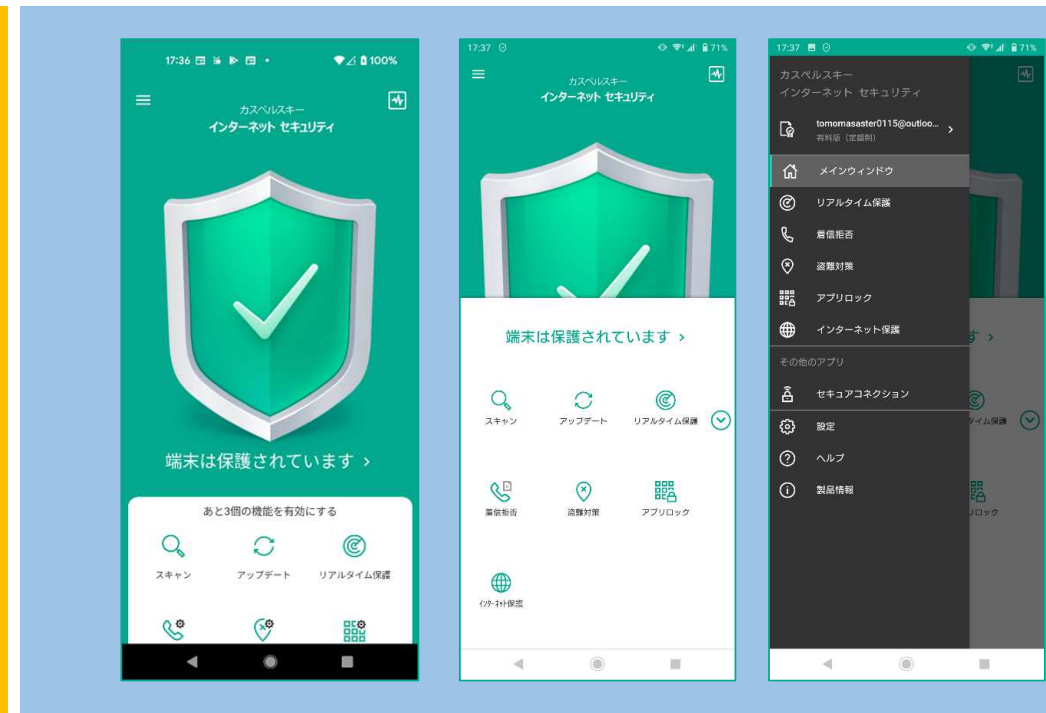 17:36 100%
カスペルスキー
インターネット セキュリティ
端末は保護されています >
あと3個の機能を有効にする
スキャン アップデート リアルタイム保護
17:37 71%
カスペルスキー
インターネット セキュリティ
端末は保護されています >
スキャン アップデート リアルタイム保護
着信拒否 盗難対策 アプリロック
インターネット保護
17:37 71%
カスペルスキー
インターネット セキュリティ
tomomasaster0115@outloo... >
有料版（定額制）
メインウィンドウ
リアルタイム保護
着信拒否
盗難対策
アプリロック
インターネット保護
す >
その他のアプリ
セキュアコネクション
タイム保護
設定
ヘルプ
製品情報
リロック